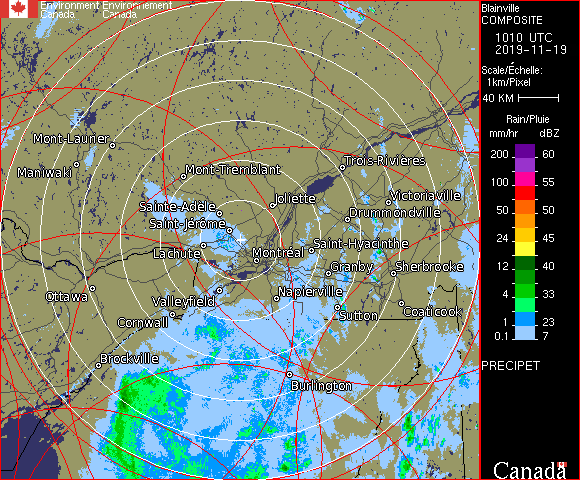 Environment Environnement
Canada Canada
Blainville
COMPOSITE
1010 UTC
2019-11-19
Scale/Échelle:
1km/Pixel
40 KM
Rain/Pluie
mm/hr dBZ
200 60
100 55
50 50
24 45
12 40
4 33
1 23
0.1 7
PRECIPET
Canada
Mont-Laurier
Maniwaki
Mont-Tremblant
Trois-Rivières
Sainte-Adèle
Joliette
Victoriaville
Drummondville
Saint-Jérôme
Lachute
Montréal
Saint-Hyacinthe
Granby
Sherbrooke
Ottawa
Valleyfield
Napierville
Coaticook
Cornwall
Sutton
Brockville
Burlington